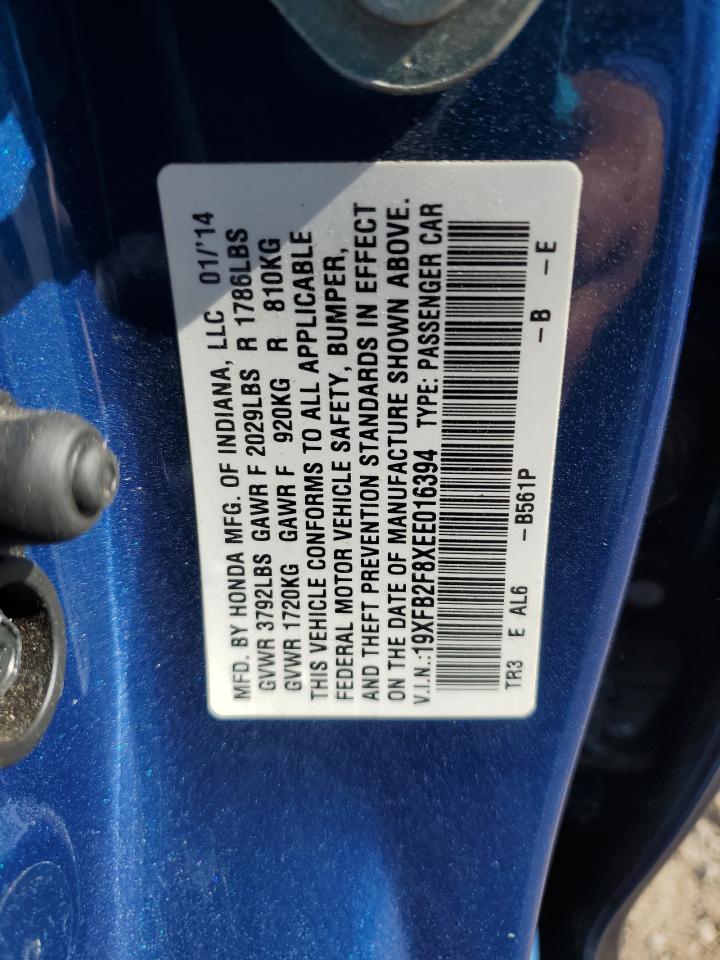 MFD. BY HONDA MFG. OF INDIANA, LLC 01/'14
GVWR 3792LBS GAWR F 2029LBS R 1786LBS
GVWR 1720KG GAWR F 920KG R 810KG
THIS VEHICLE CONFORMS TO ALL APPLICABLE
FEDERAL MOTOR VEHICLE SAFETY, BUMPER,
AND THEFT PREVENTION STANDARDS IN EFFECT
ON THE DATE OF MANUFACTURE SHOWN ABOVE.
V.I.N.:19XFB2F8XEE016394 TYPE: PASSENGER CAR
TR3 E AL6 -B561P -B -E